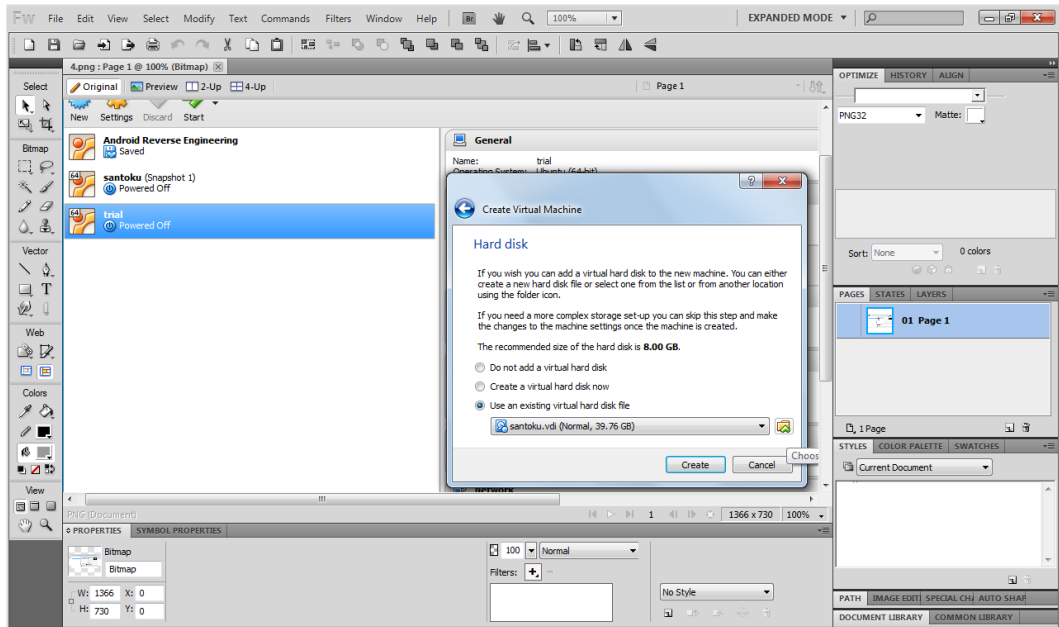 Fw File Edit View Select Modify Text Commands Filters Window Help Br 100% EXPANDED MODE
4.png : Page 1 @ 100% (Bitmap)
Original Preview 2-Up 4-Up Page 1
Select
Bitmap
Vector
T
Web
Colors
View
New Settings Discard Start
Android Reverse Engineering
Saved
64 santoku (Snapshot 1)
Powered Off
64 trial
Powered Off
General
Name: trial
Operating System: Ubuntu (64-bit)
Create Virtual Machine
Hard disk
If you wish you can add a virtual hard disk to the new machine. You can either
create a new hard disk file or select one from the list or from another location
using the folder icon.
If you need a more complex storage set-up you can skip this step and make
the changes to the machine settings once the machine is created.
The recommended size of the hard disk is 8.00 GB.
Do not add a virtual hard disk
Create a virtual hard disk now
Use an existing virtual hard disk file
santoku.vdi (Normal, 39.76 GB)
Choos
Create Cancel
Network
PNG (Document) 1 1366 x 730 100%
PROPERTIES SYMBOL PROPERTIES
Bitmap
Bitmap
W: 1366 X: 0
H: 730 Y: 0
100 Normal
Filters:
No Style
OPTIMIZE HISTORY ALIGN
PNG32 Matte:
Sort: None 0 colors
PAGES STATES LAYERS
01 Page 1
1 Page
STYLES COLOR PALETTE SWATCHES
Current Document
PATH IMAGE EDITI SPECIAL CHA AUTO SHAP
DOCUMENT LIBRARY COMMON LIBRARY